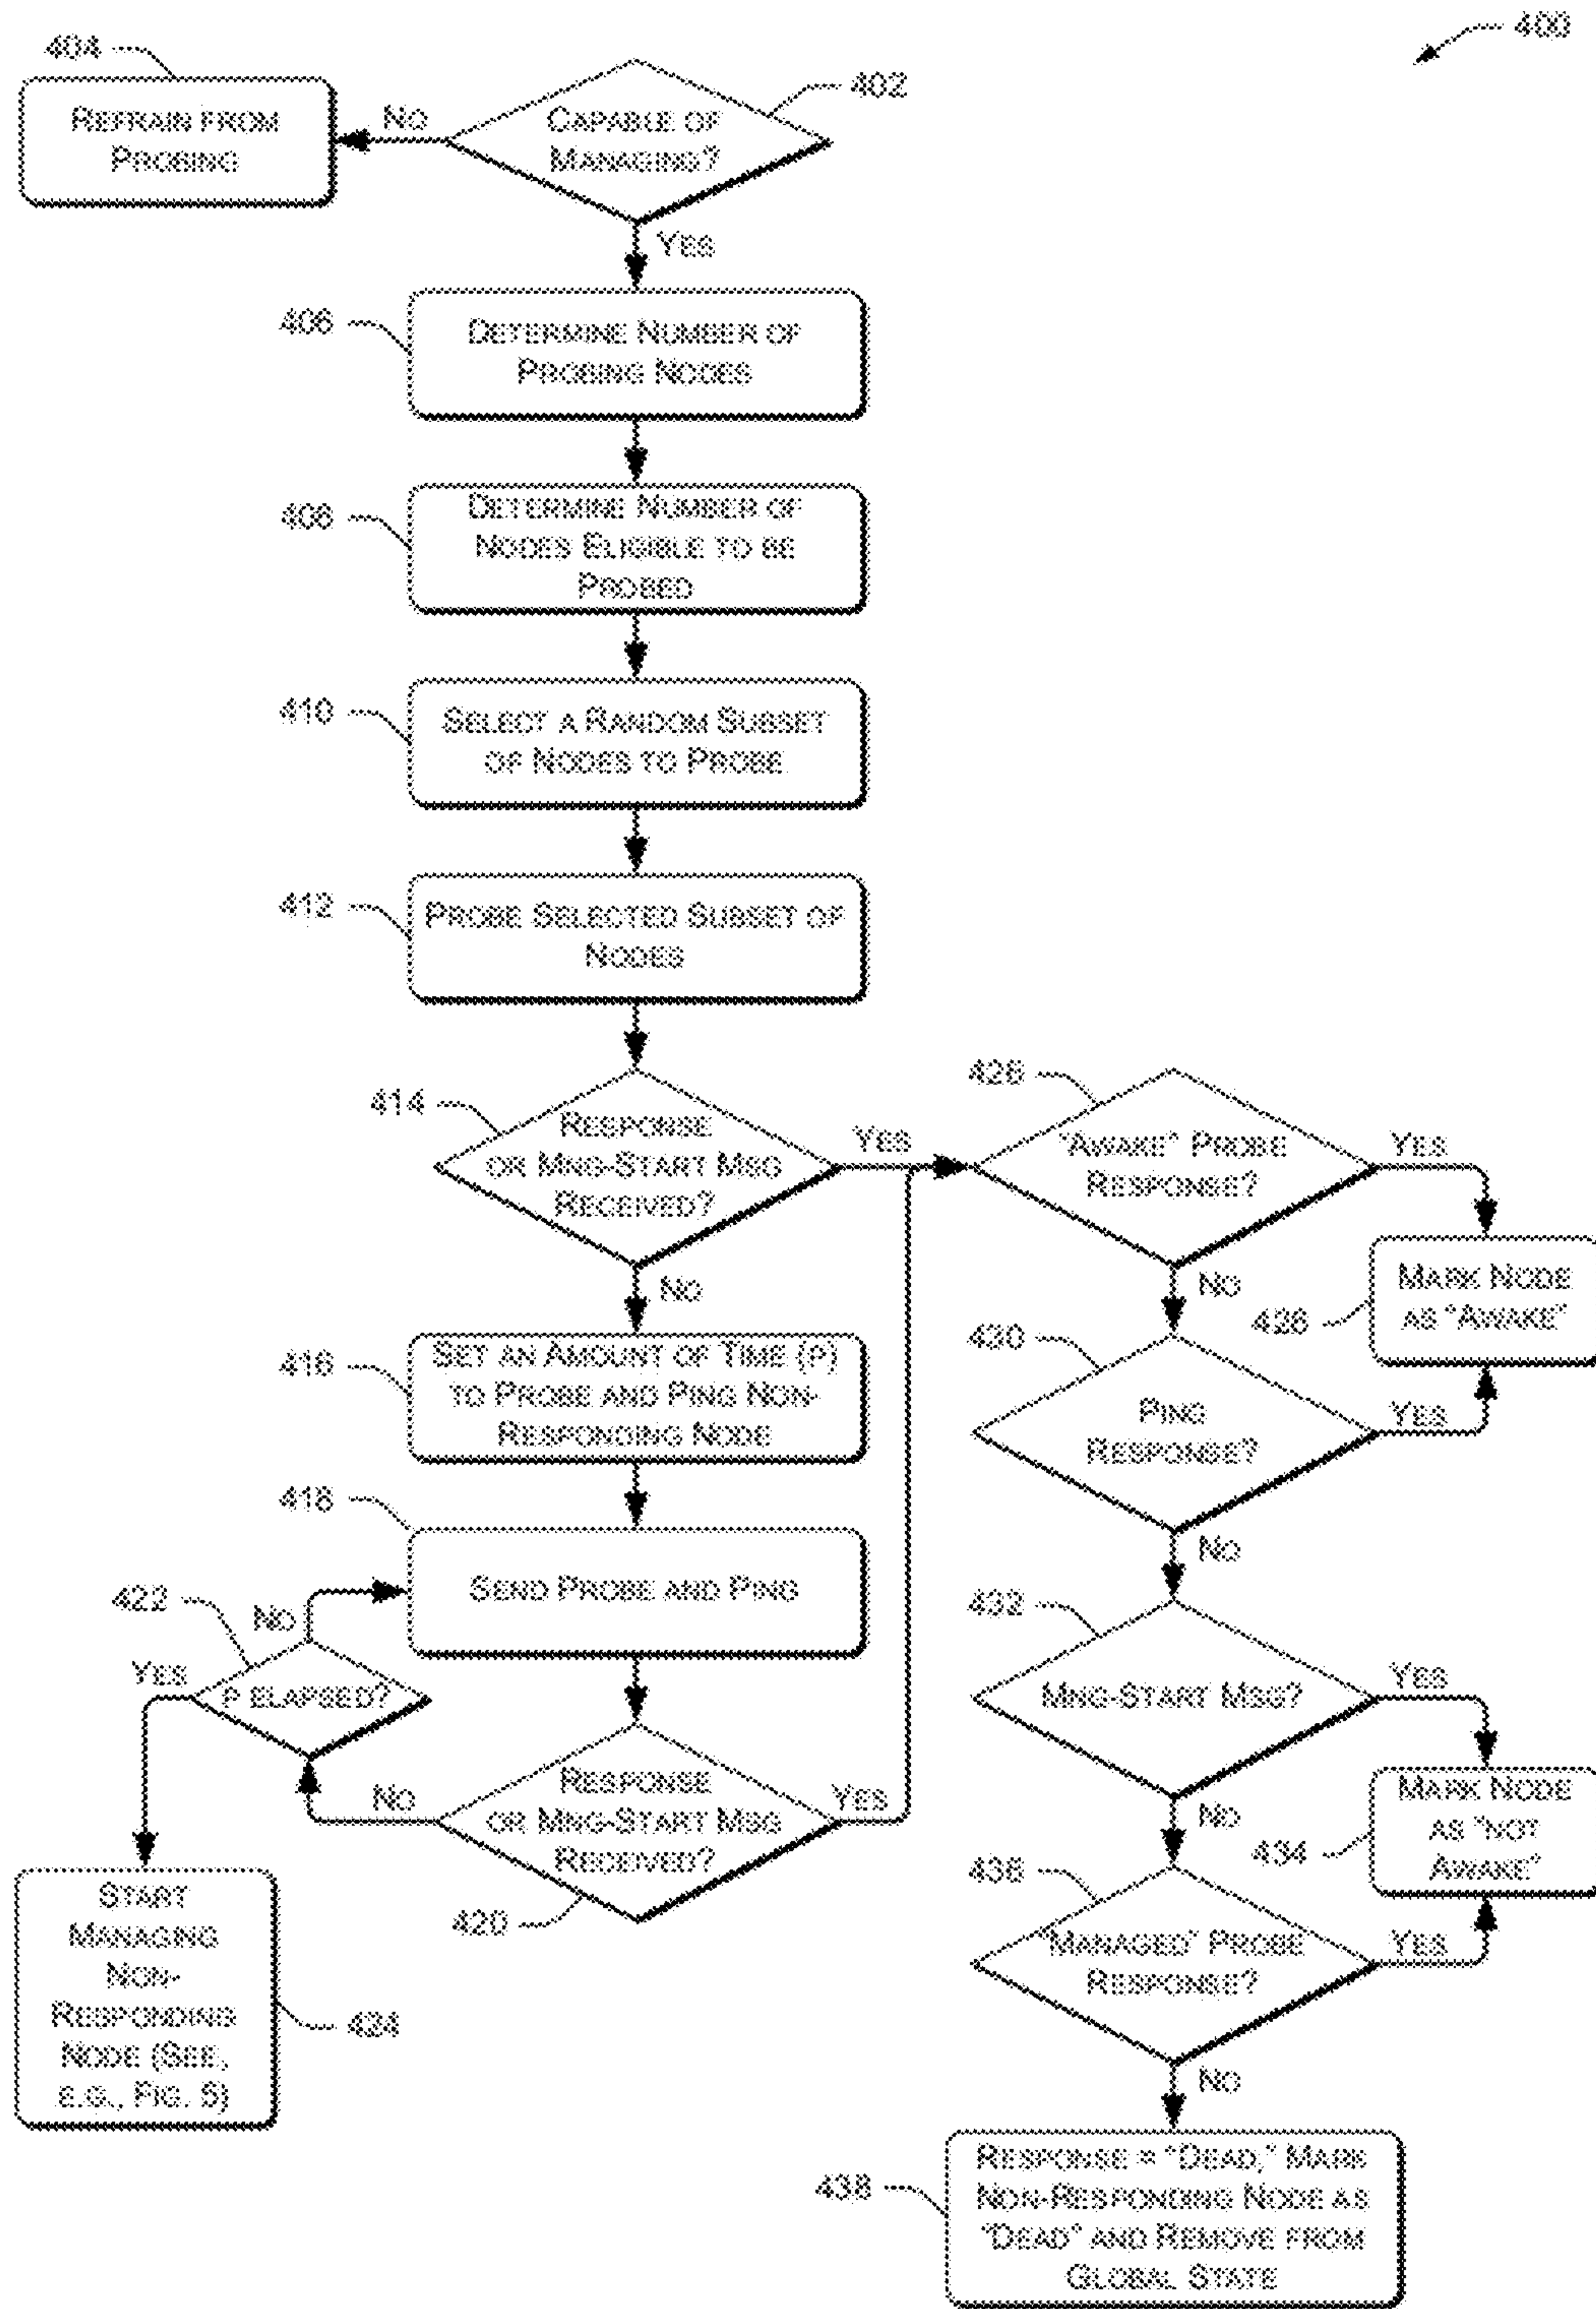 400
404
REFRAIN FROM
PROBING
NO
402
CAPABLE OF
MANAGING?
YES
406
DETERMINE NUMBER OF
PROBING NODES
408
DETERMINE NUMBER OF
NODES ELIGIBLE TO BE
PROBED
410
SELECT A RANDOM SUBSET
OF NODES TO PROBE
412
PROBE SELECTED SUBSET OF
NODES
414
RESPONSE
OR MNG-START MSG
RECEIVED?
YES
NO
416
SET AN AMOUNT OF TIME (P)
TO PROBE AND PING NON-
RESPONDING NODE
418
SEND PROBE AND PING
422
NO
YES
P ELAPSED?
NO
RESPONSE
OR MNG-START MSG
RECEIVED?
YES
420
START
MANAGING
NON-
RESPONDING
NODE (SEE,
E.G., FIG. 5)
424
426
"AWAKE" PROBE
RESPONSE?
YES
NO
MARK NODE
AS "AWAKE"
428
430
PING
RESPONSE?
YES
NO
432
MNG-START MSG?
YES
NO
MARK NODE
AS "NOT
AWAKE"
434
436
"MANAGED" PROBE
RESPONSE?
YES
NO
438
RESPONSE = "DEAD," MARK
NON-RESPONDING NODE AS
"DEAD" AND REMOVE FROM
GLOBAL STATE